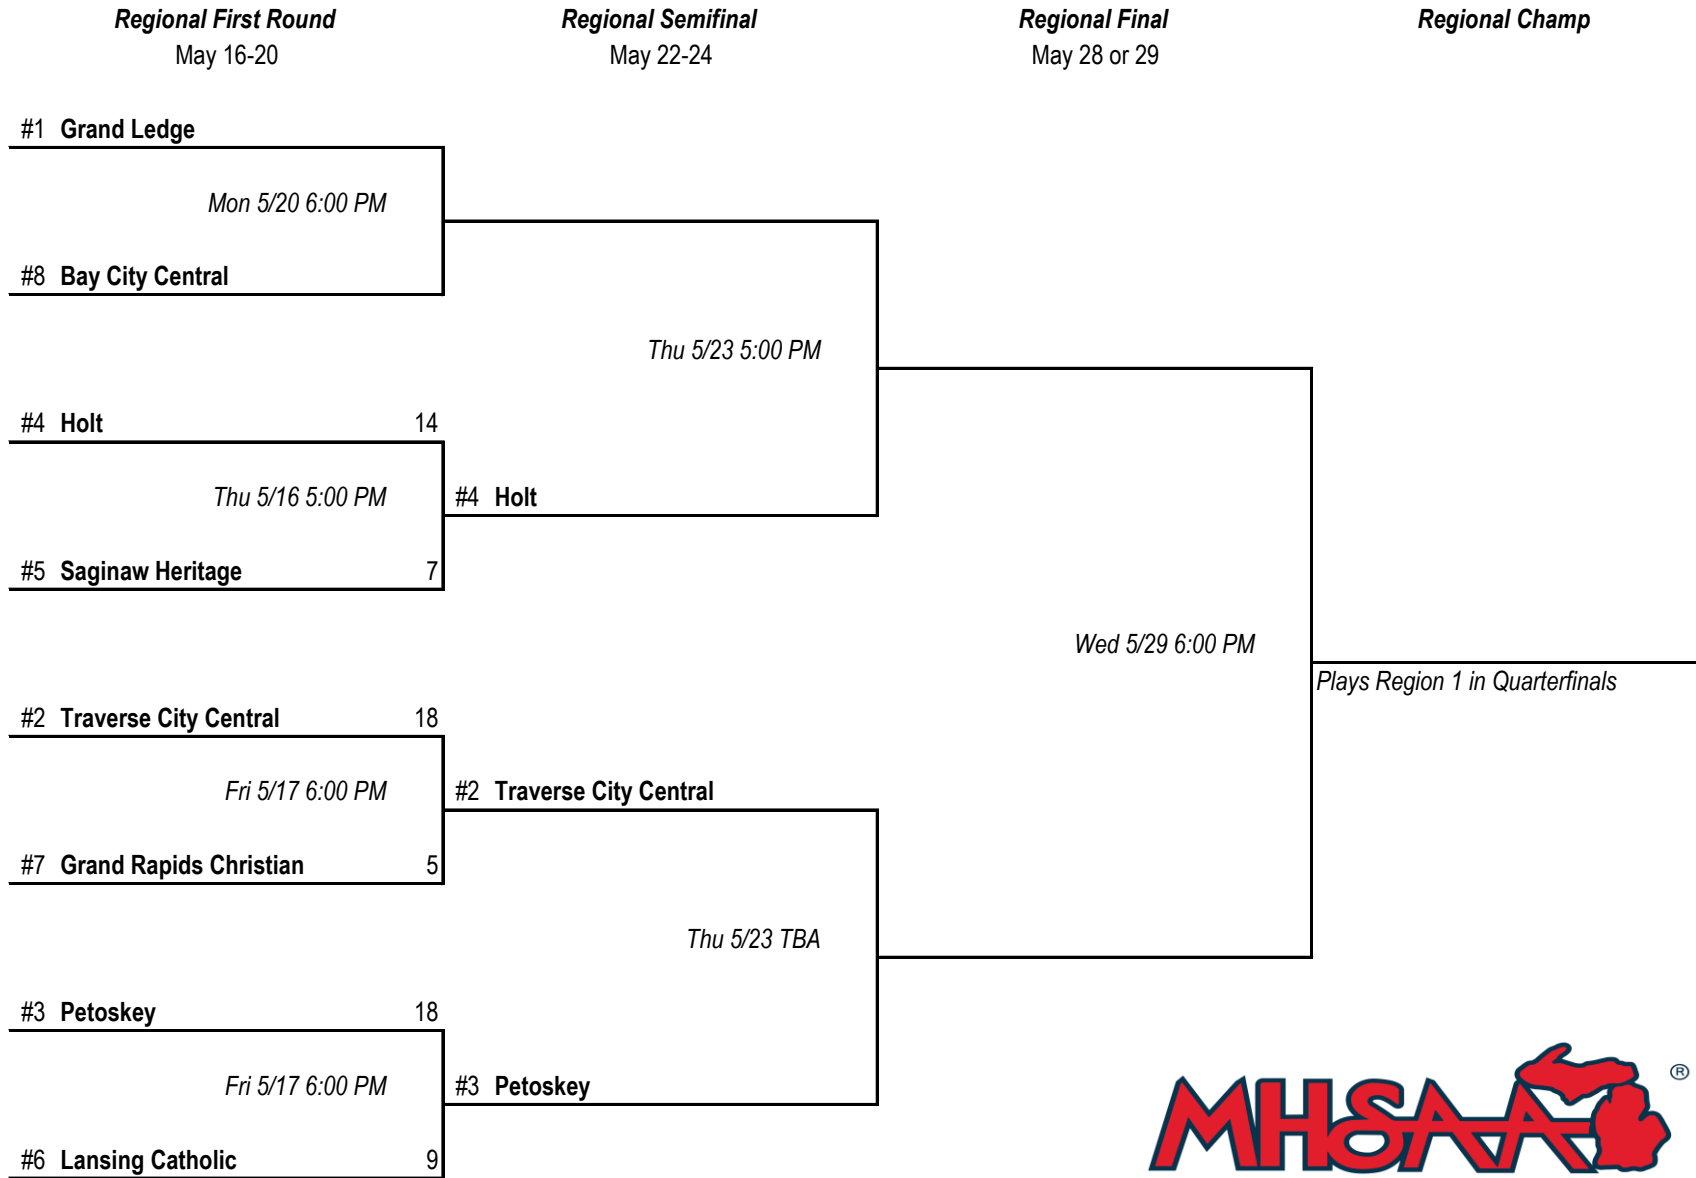 Regional First Round Regional Semifinal Regional Final Regional Champ
May 16-20 May 22-24 May 28 or 29
#1 Grand Ledge
Mon 5/20 6:00 PM
#8 Bay City Central
Thu 5/23 5:00 PM
#4 Holt 14
Thu 5/16 5:00 PM #4 Holt
#5 Saginaw Heritage 7
Wed 5/29 6:00 PM
Plays Region 1 in Quarterfinals
#2 Traverse City Central 18
Fri 5/17 6:00 PM #2 Traverse City Central
#7 Grand Rapids Christian 5
Thu 5/23 TBA
#3 Petoskey 18
Fri 5/17 6:00 PM #3 Petoskey
#6 Lansing Catholic 9
MHSAA ®